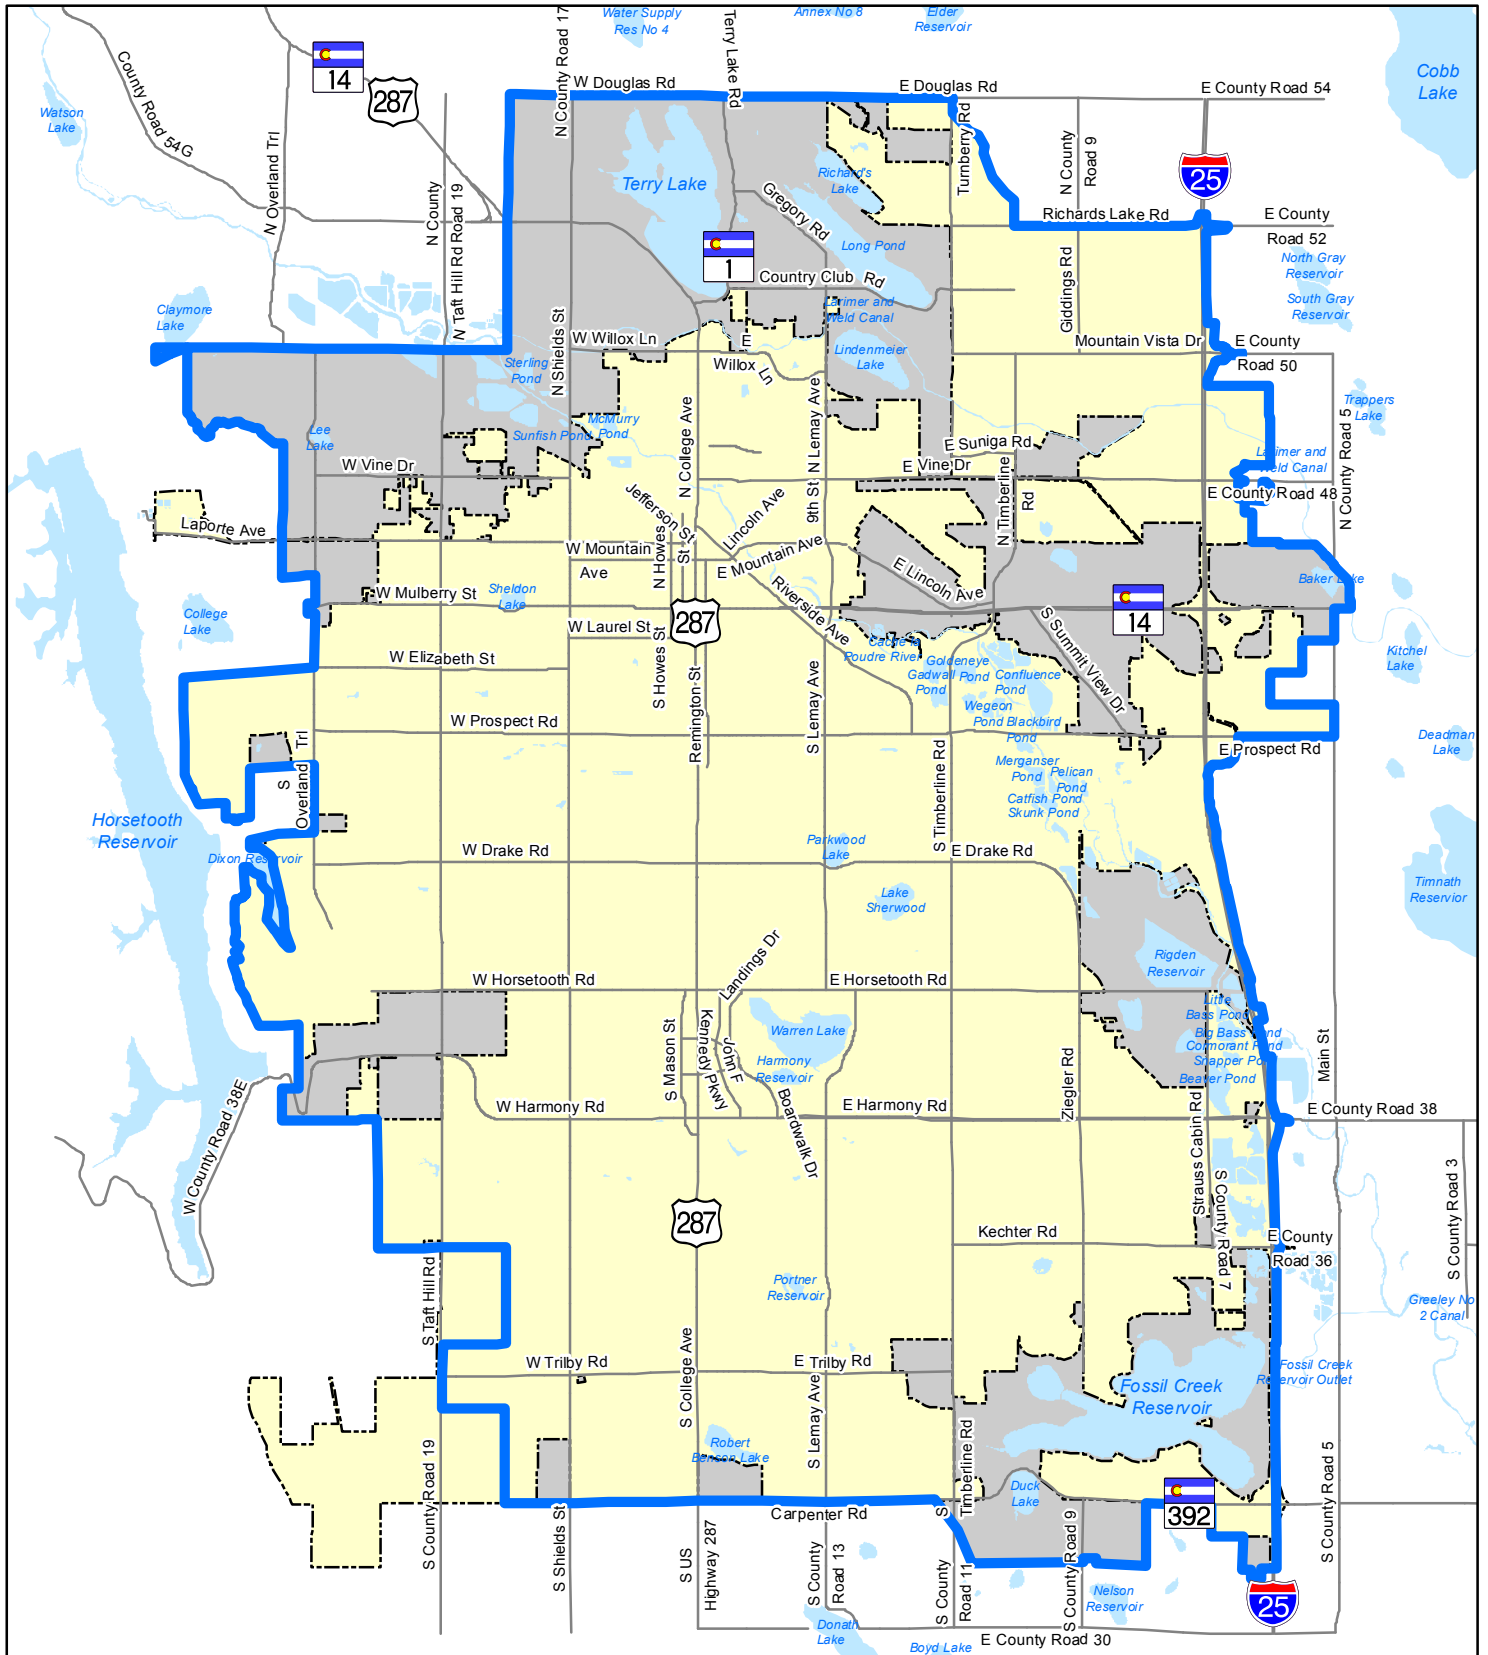 Water Supply
Res No 4
Annex No 8
Elder
Reservoir
14
287
N County Road 17
Terry Lake Rd
W Douglas Rd
E Douglas Rd
E County Road 54
Cobb
Lake
Watson
Lake
County Road 54G
N Overland Trl
N County
Road 19
N Taft Hill Rd
Terry Lake
Richard's
Lake
Turnberry Rd
N County
Road 9
25
Gregory Rd
Richards Lake Rd
E County
Road 52
1
Long Pond
North Gray
Reservoir
Country Club Rd
Giddings Rd
South Gray
Reservoir
Claymore
Lake
Larimer and
Weld Canal
N Shields St
W Willox Ln
E
Willox Ln
Lindenmeier
Lake
Mountain Vista Dr
E County
Road 50
Sterling
Pond
N College Ave
N Lemay Ave
Trappers
Lake
N County Road 5
McMurry
Pond
Sunfish Pond
Lee
Lake
E Suniga Rd
Larimer and
Weld Canal
W Vine Dr
E Vine Dr
E County Road 48
Jefferson St
Lincoln Ave
9th St
N Timberline
Rd
Laporte Ave
W Mountain
Ave
N Howes
St
E Mountain Ave
E Lincoln Ave
Baker Lake
W Mulberry St
Sheldon
Lake
Riverside Ave
14
College
Lake
W Laurel St
287
S Howes St
S Summit View Dr
Cache la
Poudre River
Kitchel
Lake
W Elizabeth St
Goldeneye
Pond
Gadwall
Pond
Confluence
Pond
Remington St
S Lemay Ave
Wegeon
Pond
Blackbird
Pond
W Prospect Rd
E Prospect Rd
Deadman
Lake
S
Overland
Trl
S Timberline Rd
Merganser
Pond
Pelican
Pond
Catfish Pond
Skunk Pond
Horsetooth
Reservoir
Dixon Reservoir
W Drake Rd
Parkwood
Lake
E Drake Rd
Lake
Sherwood
Timnath
Reservior
Landings Dr
Rigden
Reservoir
W Horsetooth Rd
E Horsetooth Rd
Little
Bass Pond
S Mason St
John F
Kennedy Pkwy
Warren Lake
Big Bass Pond
Cormorant Pond
Snapper Pond
Harmony
Reservoir
Beaver Pond
Main St
Ziegler Rd
W County Road 38E
W Harmony Rd
Boardwalk Dr
E Harmony Rd
E County Road 38
Strauss Cabin Rd
S County Road 7
S County Road 3
287
Kechter Rd
E County
Road 36
S Taft Hill Rd
Portner
Reservoir
Greeley No
2 Canal
W Trilby Rd
S College Ave
E Trilby Rd
Fossil Creek
Reservoir
Fossil Creek
Reservoir Outlet
S Lemay Ave
S
Timberline Rd
S County Road 19
Robert
Benson Lake
S County Road 5
Duck
Lake
392
Carpenter Rd
S Shields St
S US
Highway 287
S County
Road 13
S County
Road 11
S County Road 9
Nelson
Reservoir
25
Donath
Lake
Boyd Lake
E County Road 30